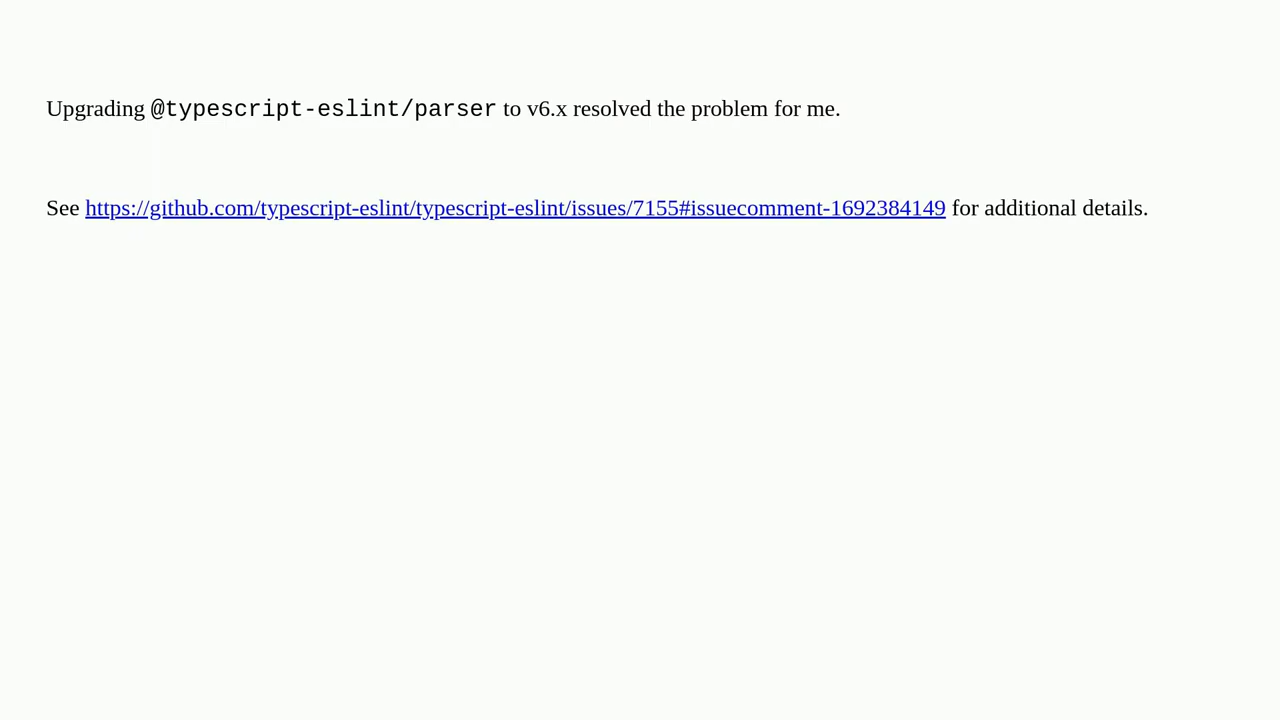 Upgrading @typescript-eslint/parser to v6.x resolved the problem for me.
See https://github.com/typescript-eslint/typescript-eslint/issues/7155#issuecomment-1692384149 for additional details.